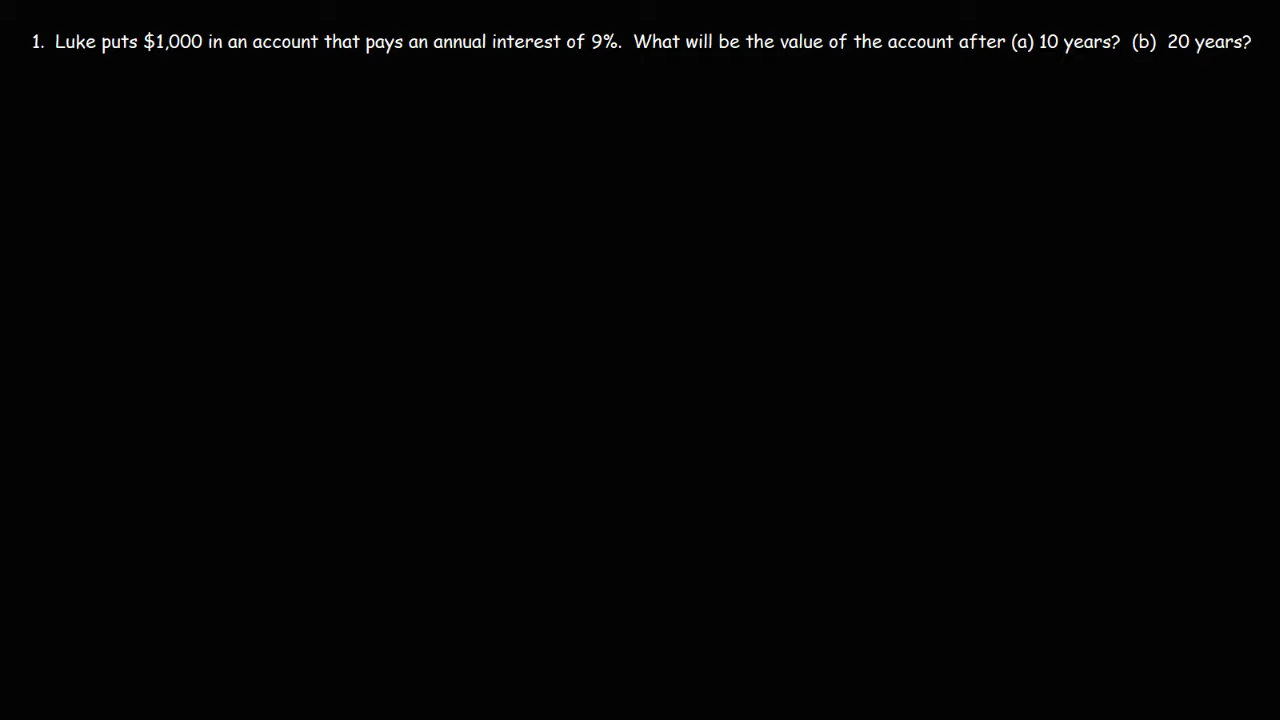 1. Luke puts $1,000 in an account that pays an annual interest of 9%. What will be the value of the account after (a) 10 years? (b) 20 years?